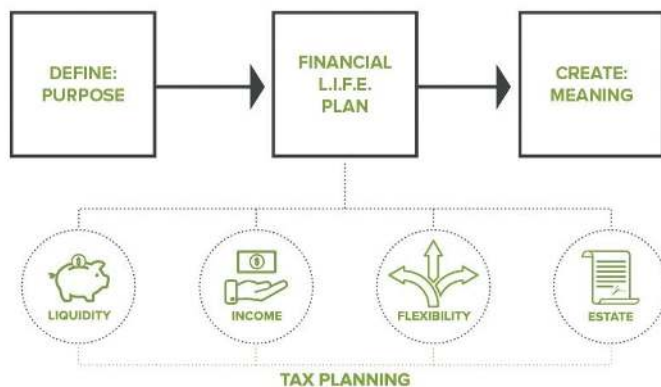 DEFINE:
PURPOSE
FINANCIAL
L.I.F.E.
PLAN
CREATE:
MEANING
$
LIQUIDITY
$
INCOME
FLEXIBILITY
ESTATE
TAX PLANNING